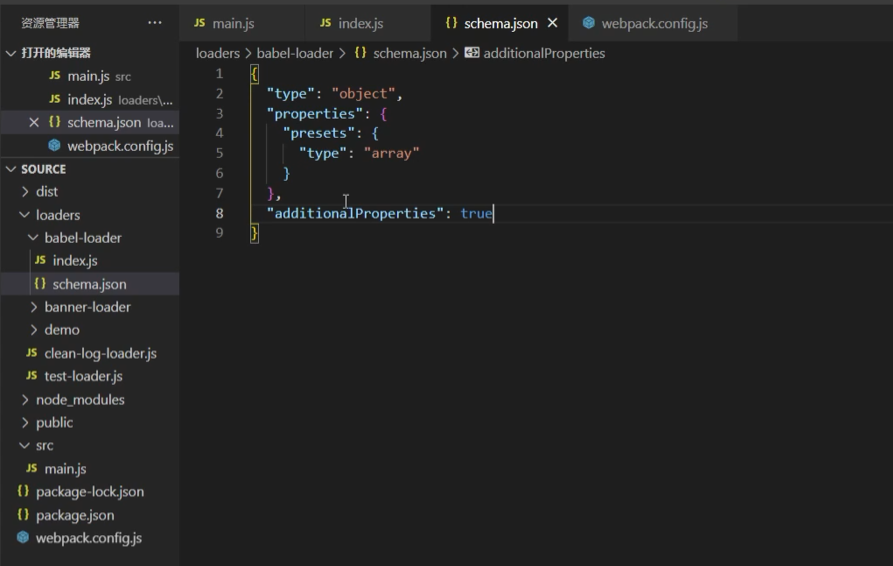 资源管理器 ···
JS main.js
JS index.js
{} schema.json
webpack.config.js
打开的编辑器
JS main.js src
JS index.js loaders\...
{} schema.json loa...
webpack.config.js
SOURCE
dist
loaders
babel-loader
JS index.js
{} schema.json
banner-loader
demo
JS clean-log-loader.js
JS test-loader.js
node_modules
public
src
JS main.js
{} package-lock.json
{} package.json
webpack.config.js
loaders > babel-loader > {} schema.json > additionalProperties
1 {
2 "type": "object",
3 "properties": {
4 "presets": {
5 "type": "array"
6 }
7 },
8 "additionalProperties": true
9 }